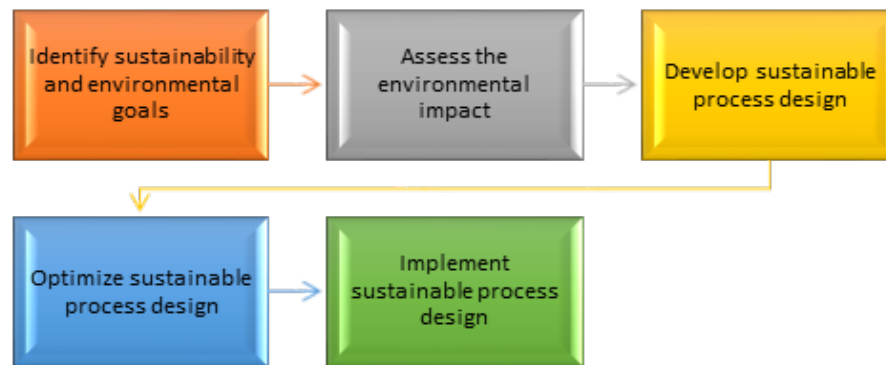 Identify sustainability
and environmental
goals
Assess the
environmental
impact
Develop sustainable
process design
Optimize sustainable
process design
Implement
sustainable process
design